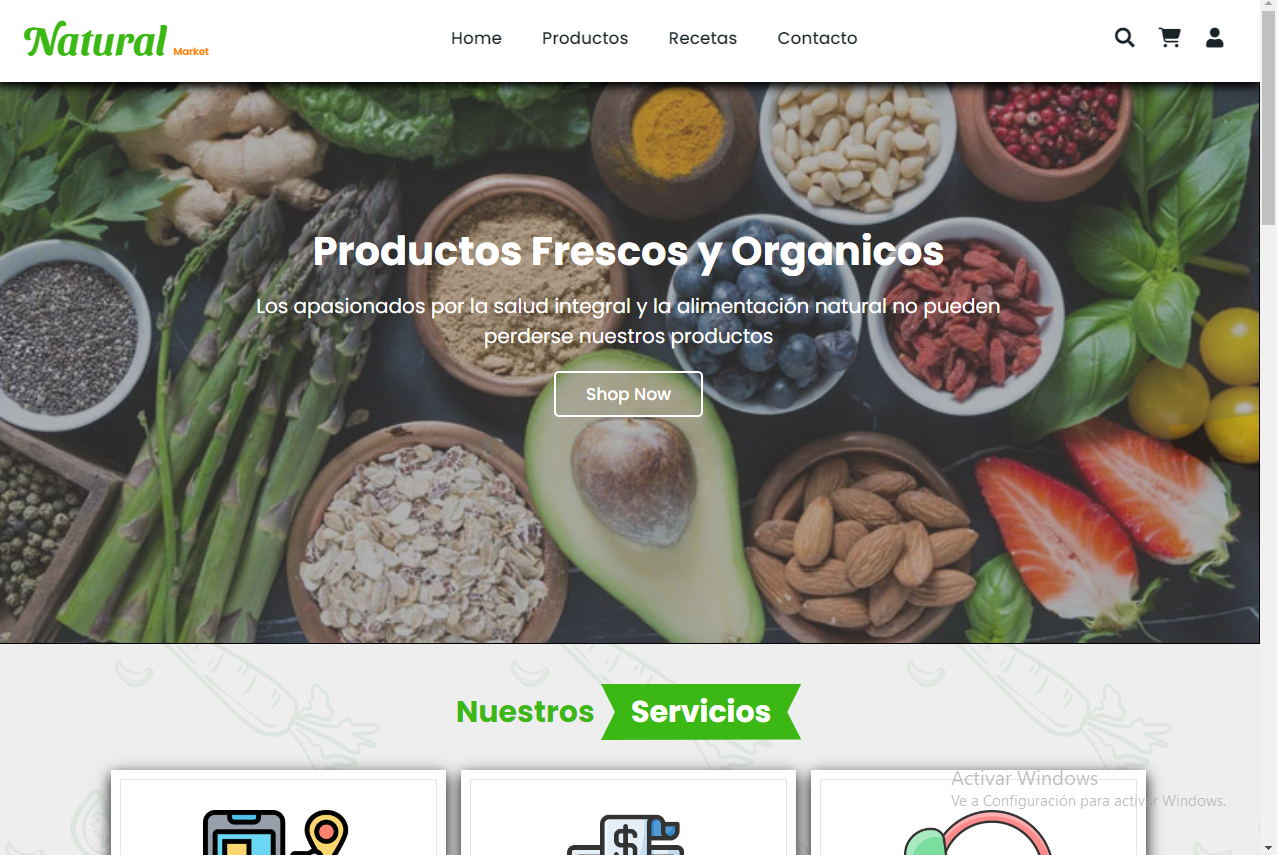 Natural Market
Home Productos Recetas Contacto
Productos Frescos y Organicos
Los apasionados por la salud integral y la alimentación natural no pueden
perderse nuestros productos
Shop Now
Nuestros Servicios
$
Activar Windows
Ve a Configuración para activar Windows.